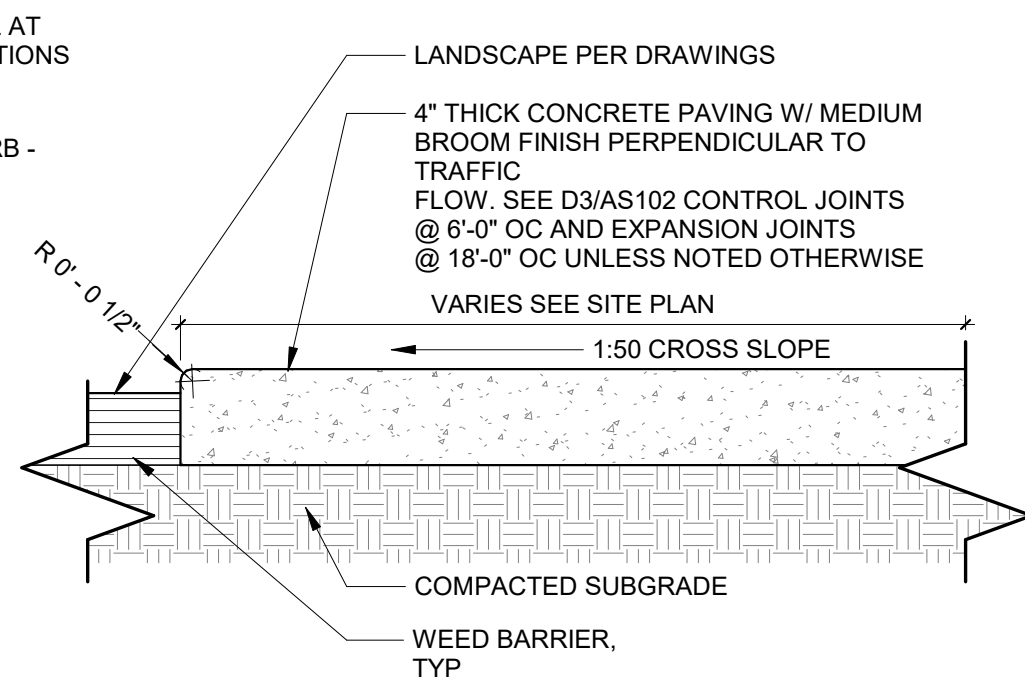 AT
TIONS
RB -
LANDSCAPE PER DRAWINGS
4" THICK CONCRETE PAVING W/ MEDIUM
BROOM FINISH PERPENDICULAR TO
TRAFFIC
FLOW. SEE D3/AS102 CONTROL JOINTS
@ 6'-0" OC AND EXPANSION JOINTS
@ 18'-0" OC UNLESS NOTED OTHERWISE
R 0' - 0 1/2"
VARIES SEE SITE PLAN
1:50 CROSS SLOPE
COMPACTED SUBGRADE
WEED BARRIER,
TYP